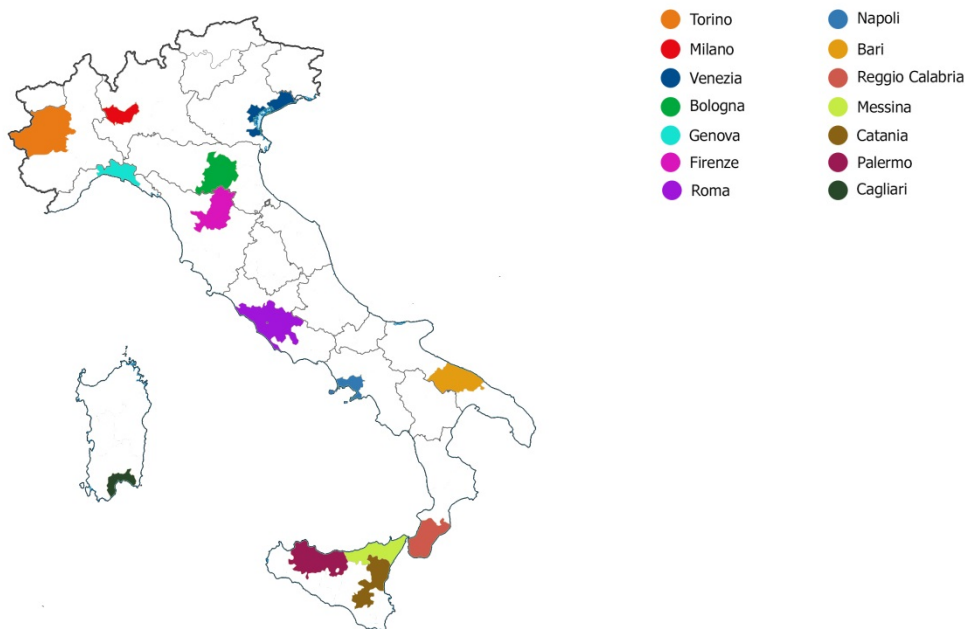 Torino
Milano
Venezia
Bologna
Genova
Firenze
Roma
Napoli
Bari
Reggio Calabria
Messina
Catania
Palermo
Cagliari